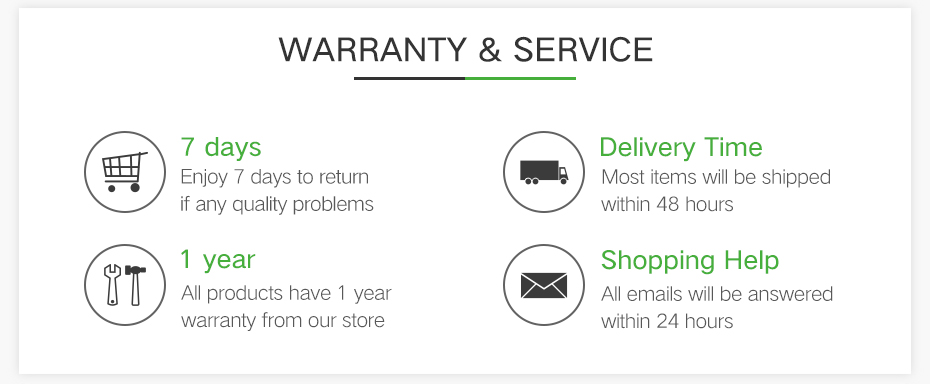 WARRANTY & SERVICE
7 days
Enjoy 7 days to return
if any quality problems
Delivery Time
Most items will be shipped
within 48 hours
1 year
All products have 1 year
warranty from our store
Shopping Help
All emails will be answered
within 24 hours